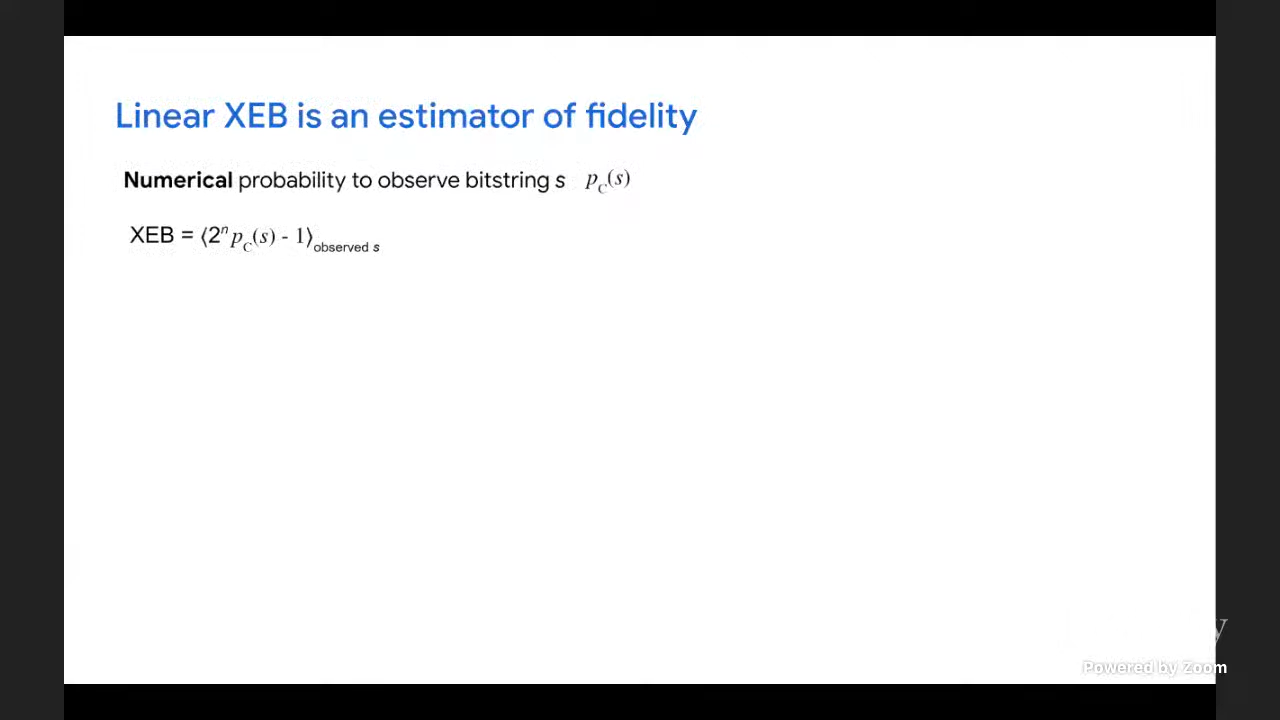 Linear XEB is an estimator of fidelity
Numerical probability to observe bitstring s p_C(s)
XEB = ⟨2^n p_C(s) - 1⟩_observed s
y
Powered by Zoom